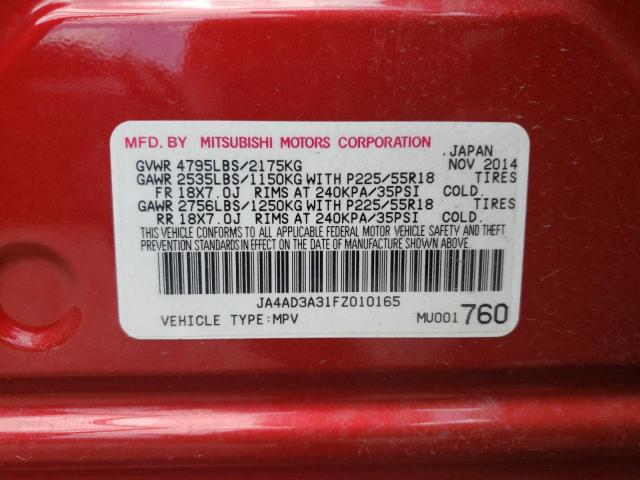 MFD. BY MITSUBISHI MOTORS CORPORATION
, JAPAN
GVWR 4795LBS/2175KG NOV 2014
GAWR 2535LBS/1150KG WITH P225/55R18 TIRES
FR 18X7.0J RIMS AT 240KPA/35PSI COLD.
GAWR 2756LBS/1250KG WITH P225/55R18 TIRES
RR 18X7.0J RIMS AT 240KPA/35PSI COLD.
THIS VEHICLE CONFORMS TO ALL APPLICABLE FEDERAL MOTOR VEHICLE SAFETY AND THEFT
PREVENTION STANDARDS IN EFFECT ON THE DATE OF MANUFACTURE SHOWN ABOVE.
JA4AD3A31FZ010165
VEHICLE TYPE:MPV MU001 760